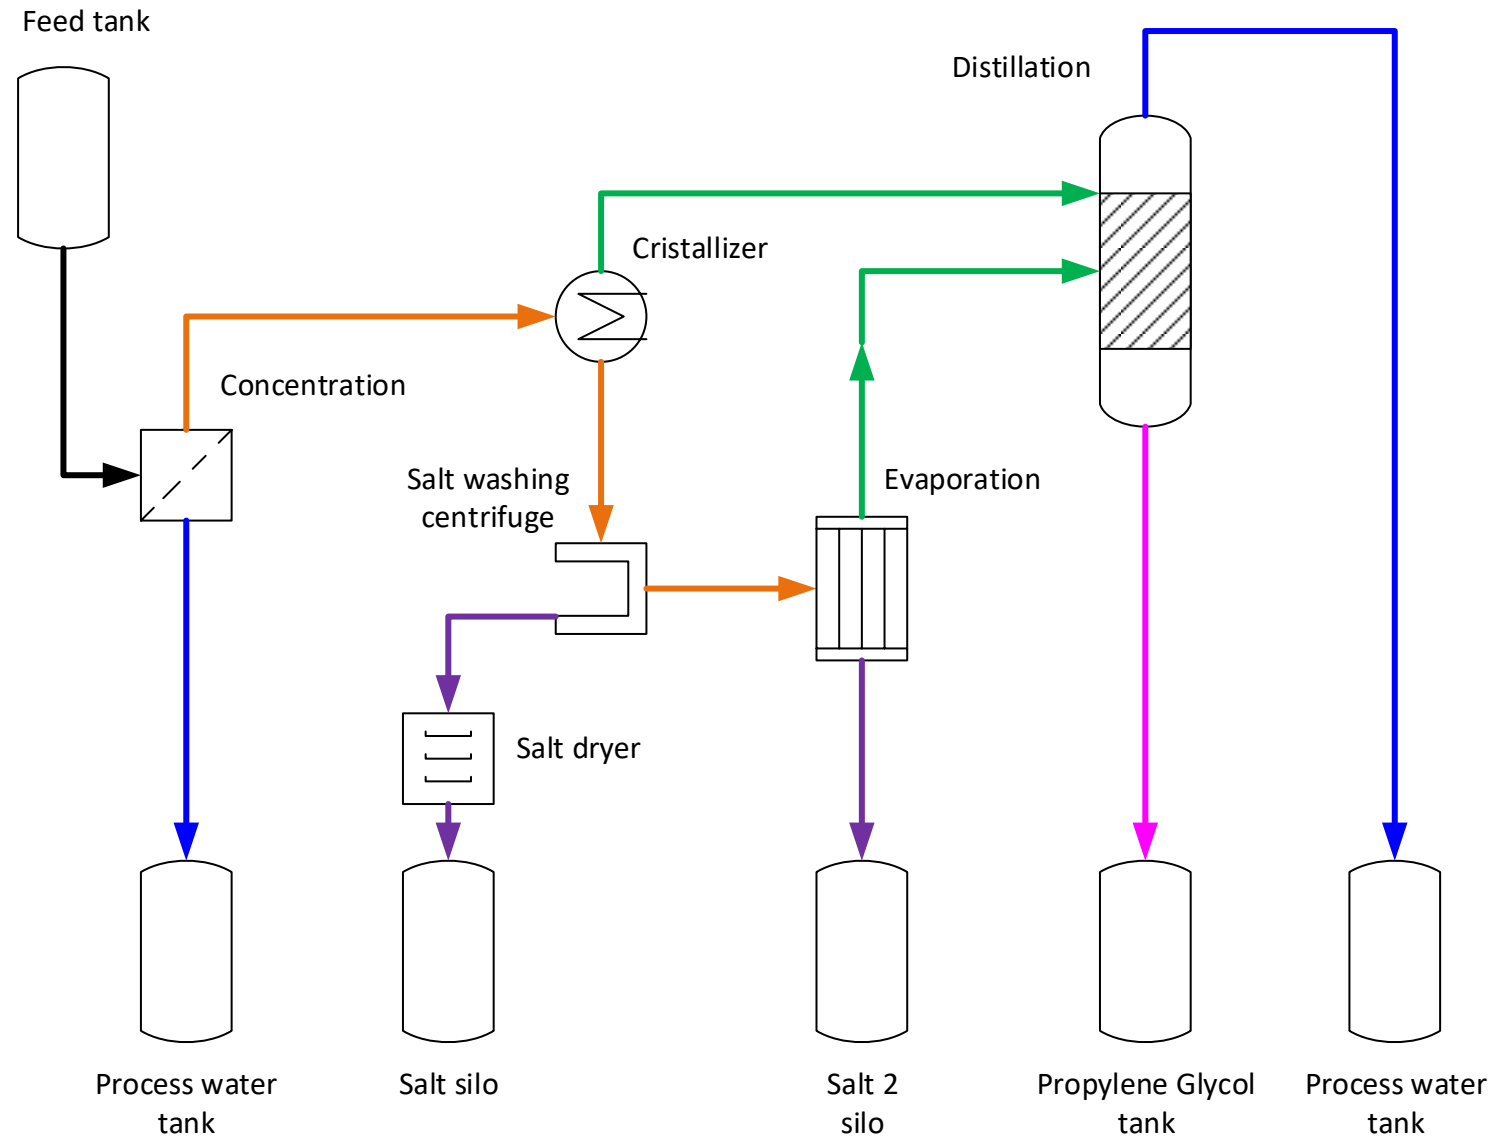 Feed tank
Distillation
Cristallizer
Concentration
Salt washing
centrifuge
Evaporation
Salt dryer
Process water
tank
Salt silo
Salt 2
silo
Propylene Glycol
tank
Process water
tank